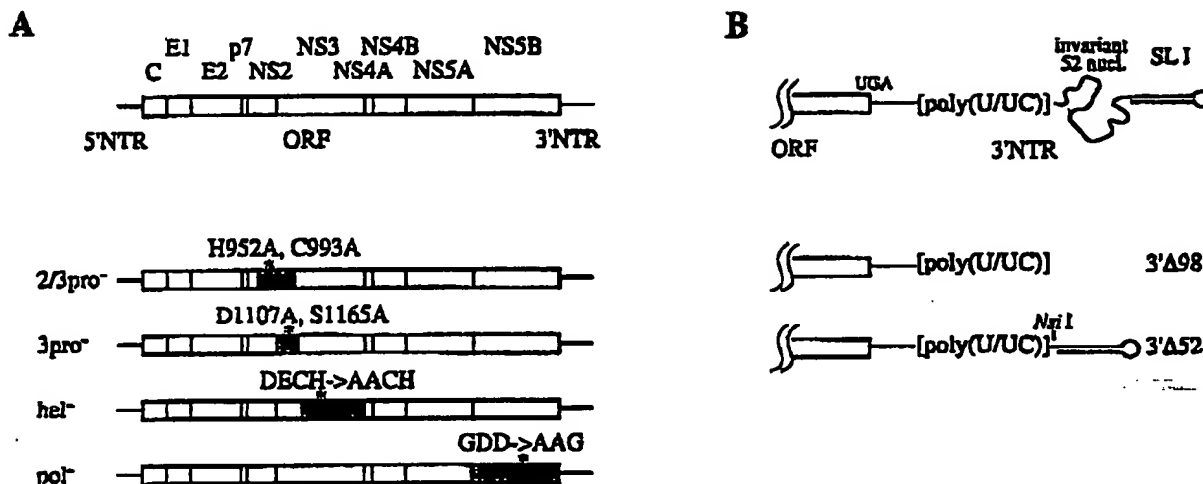 A
E1 p7 NS3 NS4B NS5B
C E2 NS2 NS4A NS5A
5'NTR ORF 3'NTR
H952A, C993A
*
2/3pro-
D1107A, S1165A
*
3pro-
DECH->AACH
*
hel-
GDD->AAG
*
pol-
B
invariant
52 nucl. SL I
UGA
[poly(U/UC)]
ORF 3'NTR
[poly(U/UC)] 3'Δ98
Nsi I
[poly(U/UC)] 3'Δ52